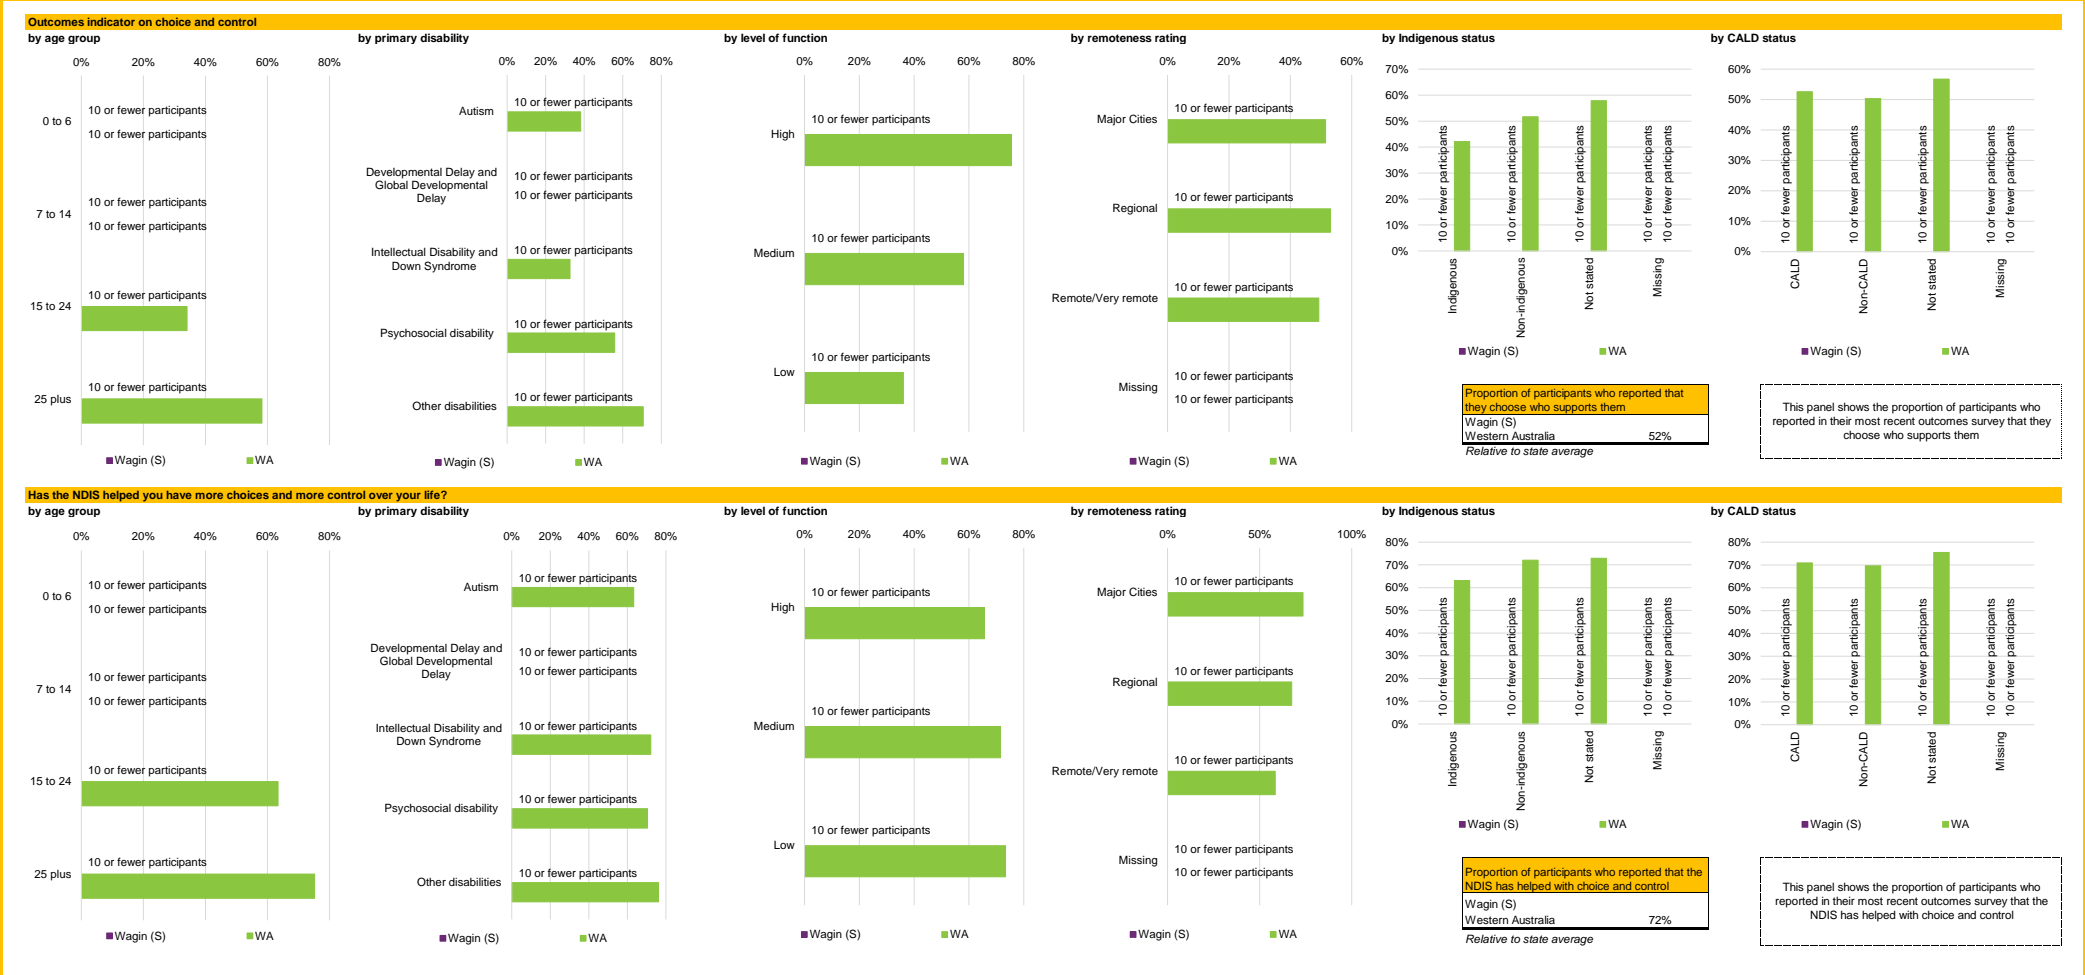 Outcomes indicator on choice and control
by age group
0% 20% 40% 60% 80%
0 to 6
10 or fewer participants
10 or fewer participants
7 to 14
10 or fewer participants
10 or fewer participants
15 to 24
10 or fewer participants
25 plus
10 or fewer participants
Wagin (S) WA
by primary disability
0% 20% 40% 60% 80%
Autism
10 or fewer participants
Developmental Delay and
Global Developmental
Delay
10 or fewer participants
10 or fewer participants
Intellectual Disability and
Down Syndrome
10 or fewer participants
Psychosocial disability
10 or fewer participants
Other disabilities
10 or fewer participants
Wagin (S) WA
by level of function
0% 20% 40% 60% 80%
High
10 or fewer participants
Medium
10 or fewer participants
Low
10 or fewer participants
Wagin (S) WA
by remoteness rating
0% 20% 40% 60%
Major Cities
10 or fewer participants
Regional
10 or fewer participants
Remote/Very remote
10 or fewer participants
Missing
10 or fewer participants
10 or fewer participants
Wagin (S) WA
by Indigenous status
70%
60%
50%
40%
30%
20%
10%
0%
10 or fewer participants
10 or fewer participants
10 or fewer participants
10 or fewer participants
10 or fewer participants
Indigenous
Non-indigenous
Not stated
Missing
Wagin (S) WA
by CALD status
60%
50%
40%
30%
20%
10%
0%
10 or fewer participants
10 or fewer participants
10 or fewer participants
10 or fewer participants
10 or fewer participants
CALD
Non-CALD
Not stated
Missing
Wagin (S) WA
Proportion of participants who reported that
they choose who supports them
Wagin (S)
Western Australia 52%
Relative to state average
This panel shows the proportion of participants who
reported in their most recent outcomes survey that they
choose who supports them
Has the NDIS helped you have more choices and more control over your life?
by age group
0% 20% 40% 60% 80%
0 to 6
10 or fewer participants
10 or fewer participants
7 to 14
10 or fewer participants
10 or fewer participants
15 to 24
10 or fewer participants
25 plus
10 or fewer participants
Wagin (S) WA
by primary disability
0% 20% 40% 60% 80%
Autism
10 or fewer participants
Developmental Delay and
Global Developmental
Delay
10 or fewer participants
10 or fewer participants
Intellectual Disability and
Down Syndrome
10 or fewer participants
Psychosocial disability
10 or fewer participants
Other disabilities
10 or fewer participants
Wagin (S) WA
by level of function
0% 20% 40% 60% 80%
High
10 or fewer participants
Medium
10 or fewer participants
Low
10 or fewer participants
Wagin (S) WA
by remoteness rating
0% 50% 100%
Major Cities
10 or fewer participants
Regional
10 or fewer participants
Remote/Very remote
10 or fewer participants
Missing
10 or fewer participants
10 or fewer participants
Wagin (S) WA
by Indigenous status
80%
70%
60%
50%
40%
30%
20%
10%
0%
10 or fewer participants
10 or fewer participants
10 or fewer participants
10 or fewer participants
10 or fewer participants
Indigenous
Non-indigenous
Not stated
Missing
Wagin (S) WA
by CALD status
80%
70%
60%
50%
40%
30%
20%
10%
0%
10 or fewer participants
10 or fewer participants
10 or fewer participants
10 or fewer participants
10 or fewer participants
CALD
Non-CALD
Not stated
Missing
Wagin (S) WA
Proportion of participants who reported that the
NDIS has helped with choice and control
Wagin (S)
Western Australia 72%
Relative to state average
This panel shows the proportion of participants who
reported in their most recent outcomes survey that the
NDIS has helped with choice and control